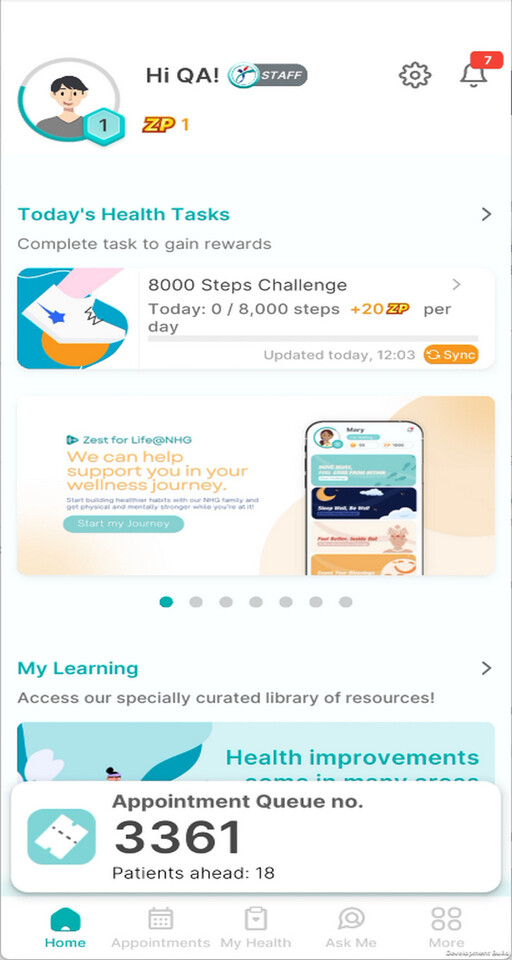 Hi QA! STAFF
7
1
ZP 1
Today's Health Tasks
Complete task to gain rewards
8000 Steps Challenge
Today: 0 / 8,000 steps +20 ZP per
day
Updated today, 12:03 Sync
Zest for Life@NHG
We can help
support you in your
wellness journey.
Start building healthier habits with our NHG family and
get physical and mentally stronger while you're at it!
Start my Journey
Mary
Sleep Well, Be Well!
Feel Better, Inside Out!
My Learning
Access our specially curated library of resources!
Health improvements
come in many areas
Appointment Queue no.
3361
Patients ahead: 18
Home
Appointments
My Health
Ask Me
More
Development Build